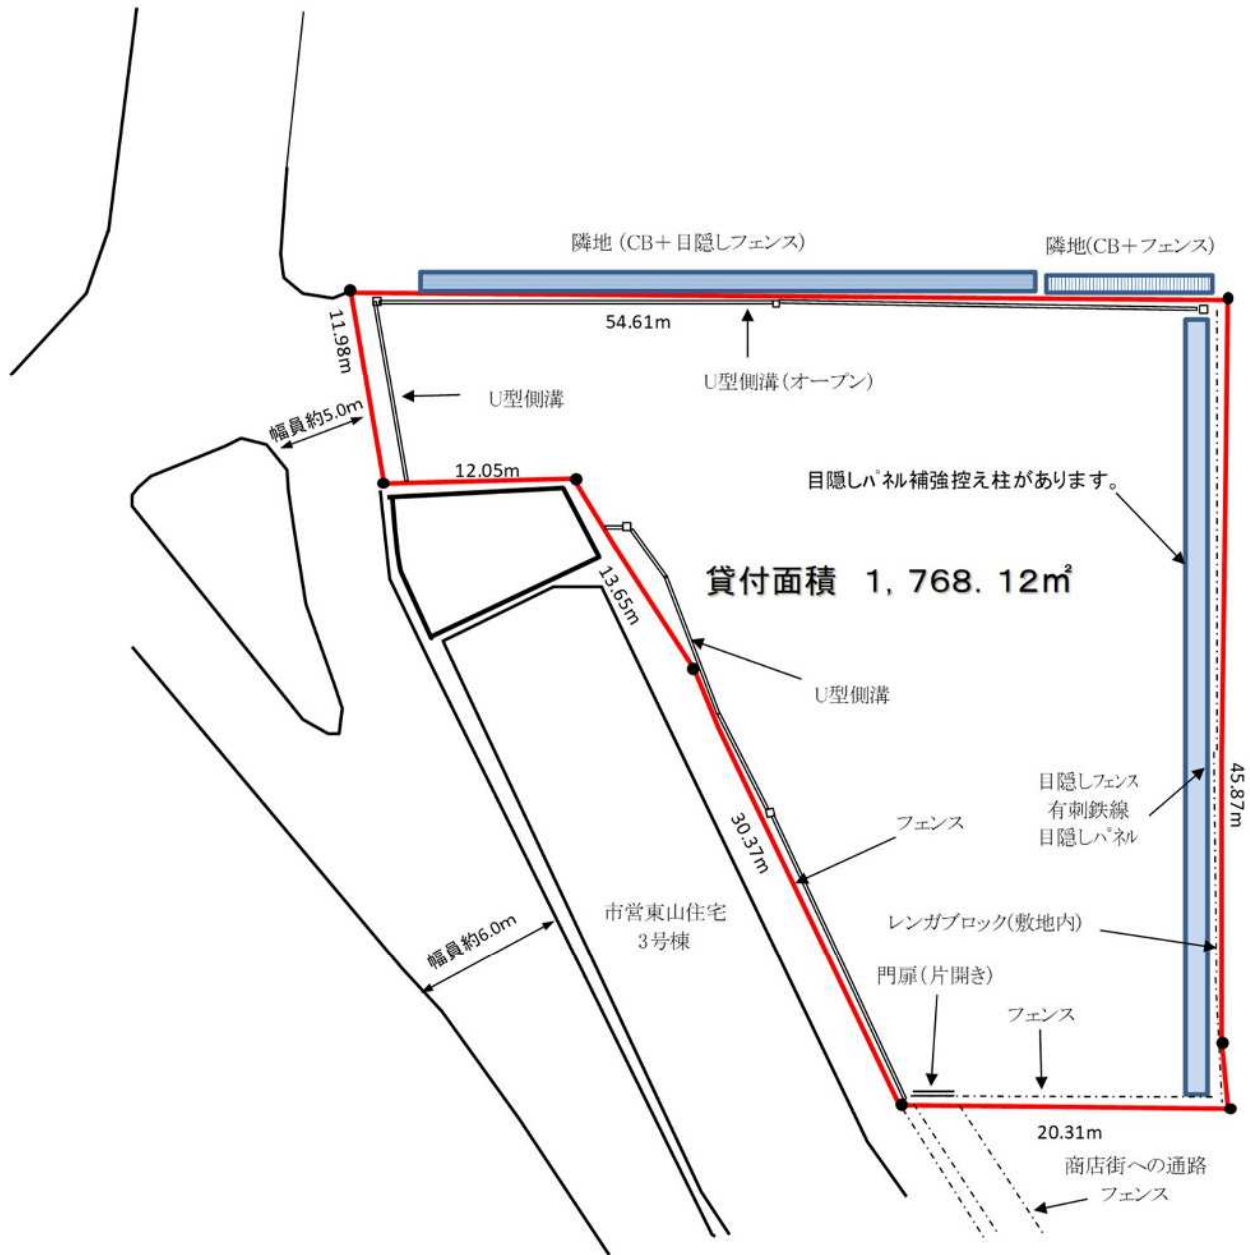 隣地(CB+目隠しフェンス)
隣地(CB+フェンス)
54.61m
11.98m
U型側溝(オープン)
U型側溝
幅員約5.0m
12.05m
目隠しパネル補強控え柱があります。
貸付面積 1,768.12㎡
13.65m
U型側溝
目隠しフェンス
有刺鉄線
目隠しパネル
45.87m
30.37m
フェンス
市営東山住宅
3号棟
レンガブロック(敷地内)
幅員約6.0m
門扉(片開き)
フェンス
20.31m
商店街への通路
フェンス